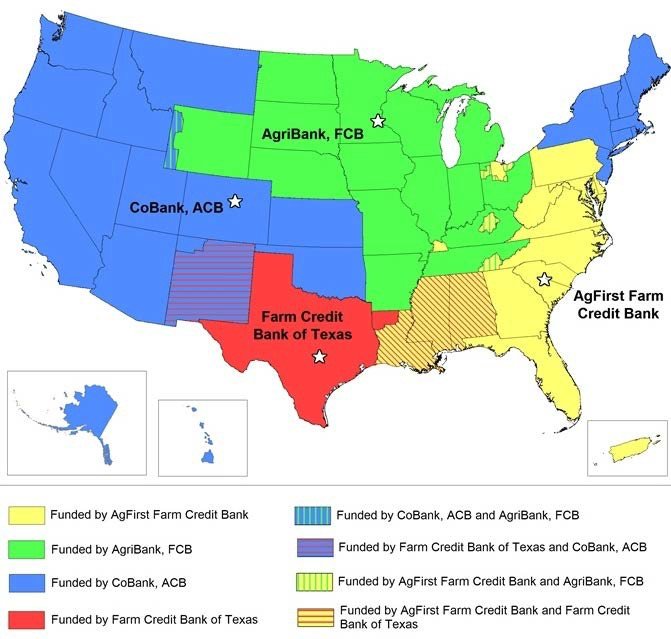 AgriBank, FCB
CoBank, ACB
AgFirst Farm
Credit Bank
Farm Credit
Bank of Texas
Funded by AgFirst Farm Credit Bank
Funded by AgriBank, FCB
Funded by CoBank, ACB
Funded by Farm Credit Bank of Texas
Funded by CoBank, ACB and AgriBank, FCB
Funded by Farm Credit Bank of Texas and CoBank, ACB
Funded by AgFirst Farm Credit Bank and AgriBank, FCB
Funded by AgFirst Farm Credit Bank and Farm Credit
Bank of Texas